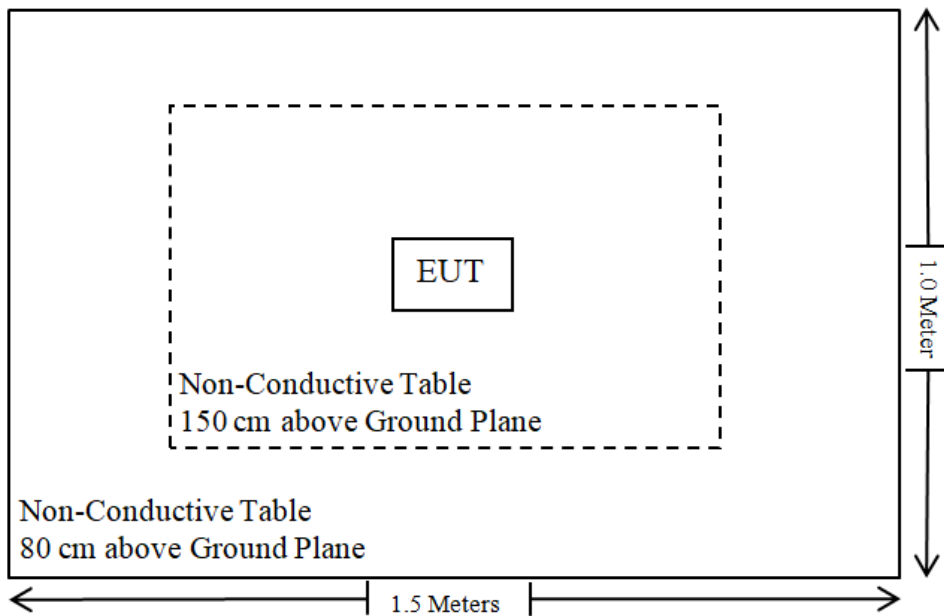 EUT
Non-Conductive Table
150 cm above Ground Plane
Non-Conductive Table
80 cm above Ground Plane
1.0 Meter
1.5 Meters